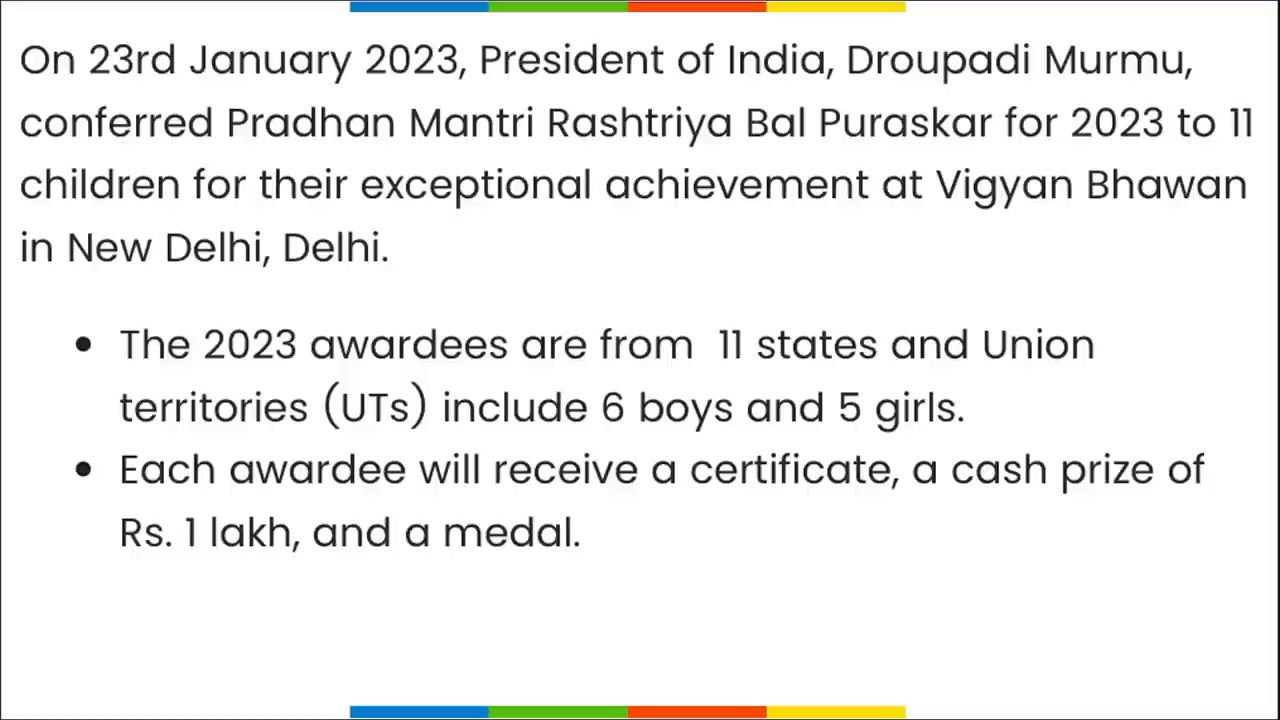 On 23rd January 2023, President of India, Droupadi Murmu,
conferred Pradhan Mantri Rashtriya Bal Puraskar for 2023 to 11
children for their exceptional achievement at Vigyan Bhawan
in New Delhi, Delhi.
• The 2023 awardees are from 11 states and Union
territories (UTs) include 6 boys and 5 girls.
• Each awardee will receive a certificate, a cash prize of
Rs. 1 lakh, and a medal.